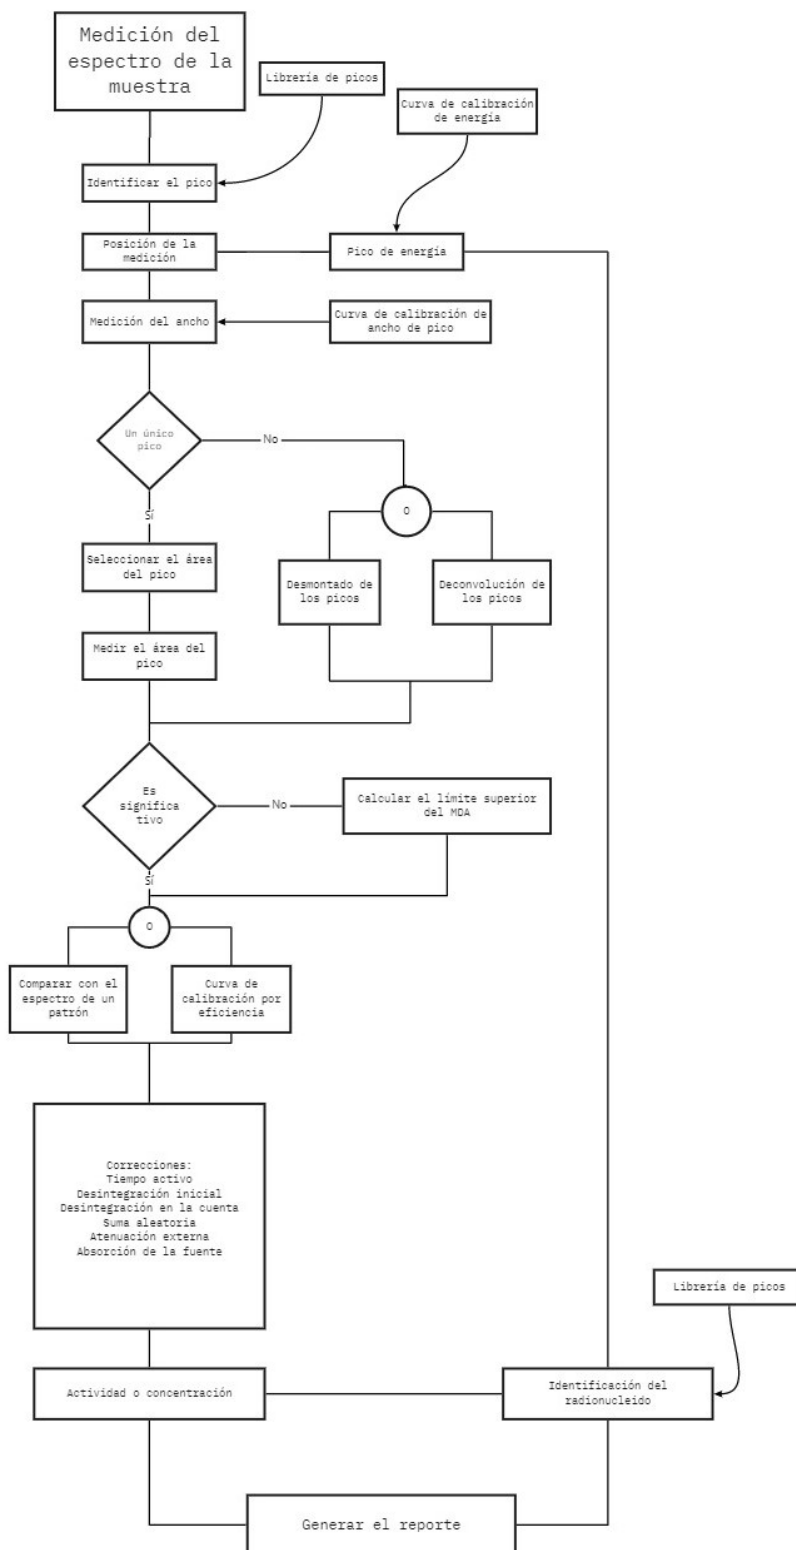 Medición del
espectro de la
muestra
Librería de picos
Curva de calibración
de energía
Identificar el pico
Posición de la
medición
Pico de energía
Medición del ancho
Curva de calibración de
ancho de pico
Un único
pico
No
O
Sí
Seleccionar el área
del pico
Desmontado de
los picos
Deconvolución de
los picos
Medir el área del
pico
Es
significa
tivo
No
Calcular el límite superior
del MDA
Sí
O
Comparar con el
espectro de un
patrón
Curva de
calibración por
eficiencia
Correcciones:
Tiempo activo
Desintegración inicial
Desintegración en la cuenta
Suma aleatoria
Atenuación externa
Absorción de la fuente
Librería de picos
Actividad o concentración
Identificación del
radionucleido
Generar el reporte